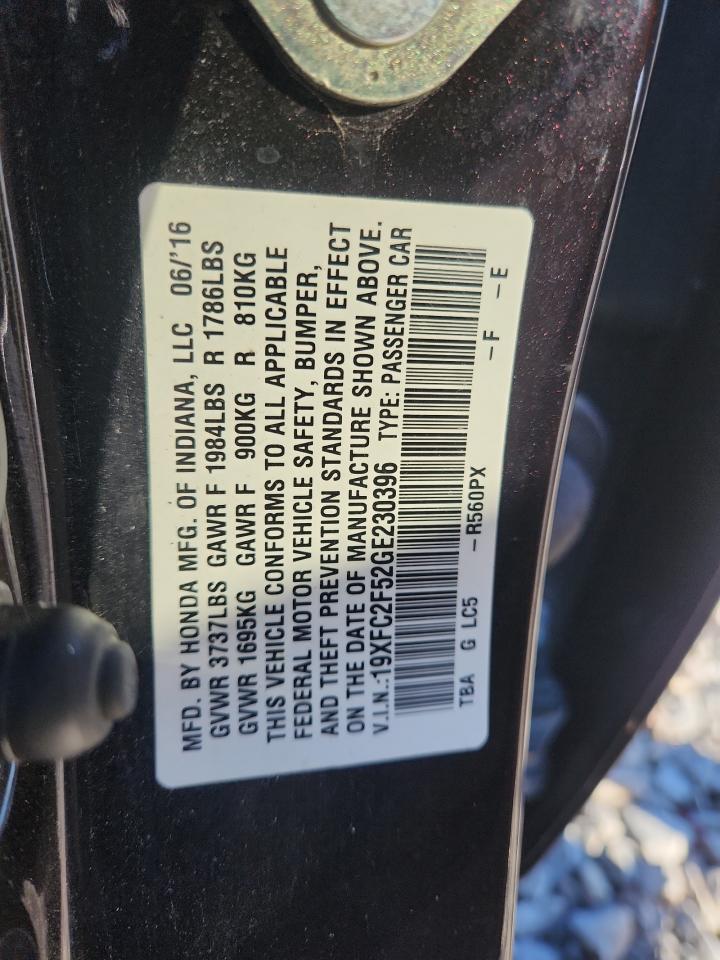 MFD. BY HONDA MFG. OF INDIANA, LLC 06/'16
GVWR 3737LBS GAWR F 1984LBS R 1786LBS
GVWR 1695KG GAWR F 900KG R 810KG
THIS VEHICLE CONFORMS TO ALL APPLICABLE
FEDERAL MOTOR VEHICLE SAFETY, BUMPER,
AND THEFT PREVENTION STANDARDS IN EFFECT
ON THE DATE OF MANUFACTURE SHOWN ABOVE.
V.I.N.:19XFC2F52GE230396 TYPE: PASSENGER CAR
TBA G LC5 -R560PX -F -E